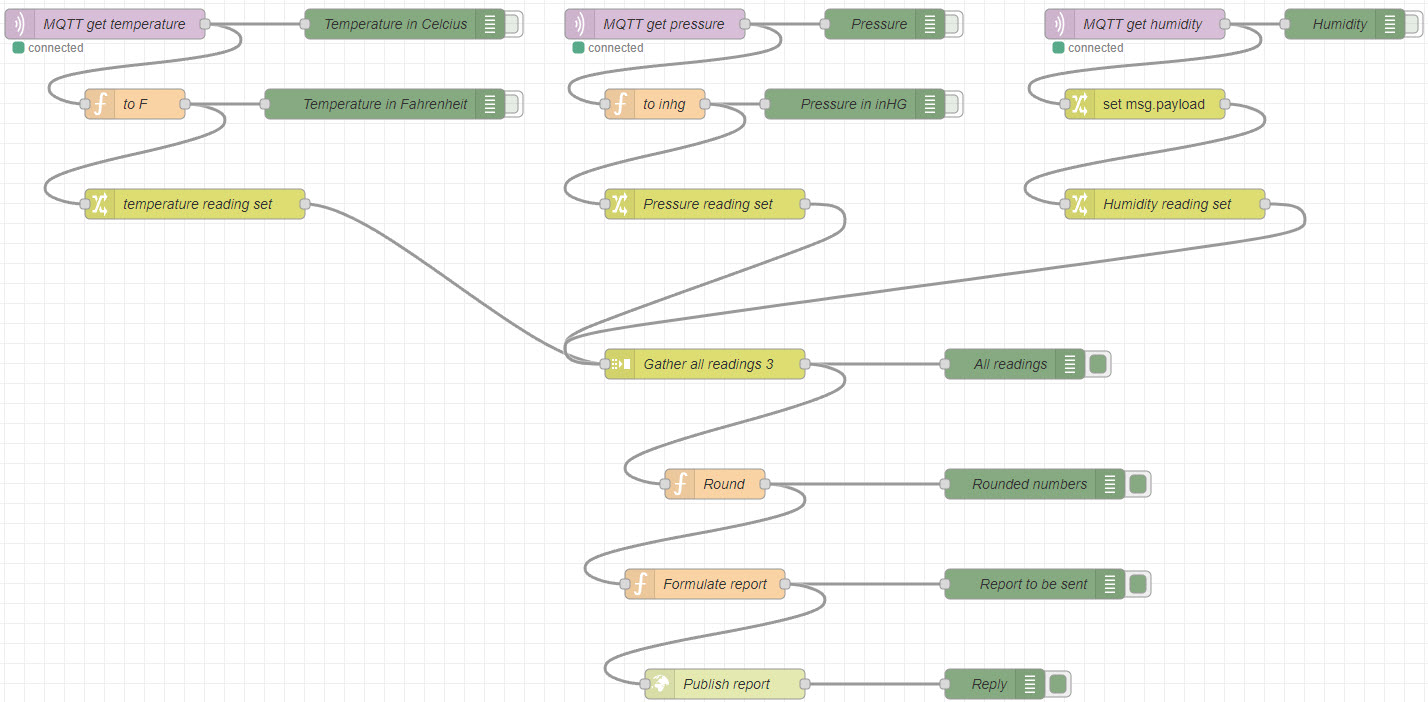 MQTT get temperature
Temperature in Celcius
MQTT get pressure
Pressure
MQTT get humidity
Humidity
connected
connected
connected
to F
Temperature in Fahrenheit
to inhg
Pressure in inHG
set msg.payload
temperature reading set
Pressure reading set
Humidity reading set
Gather all readings 3
All readings
Round
Rounded numbers
Formulate report
Report to be sent
Publish report
Reply